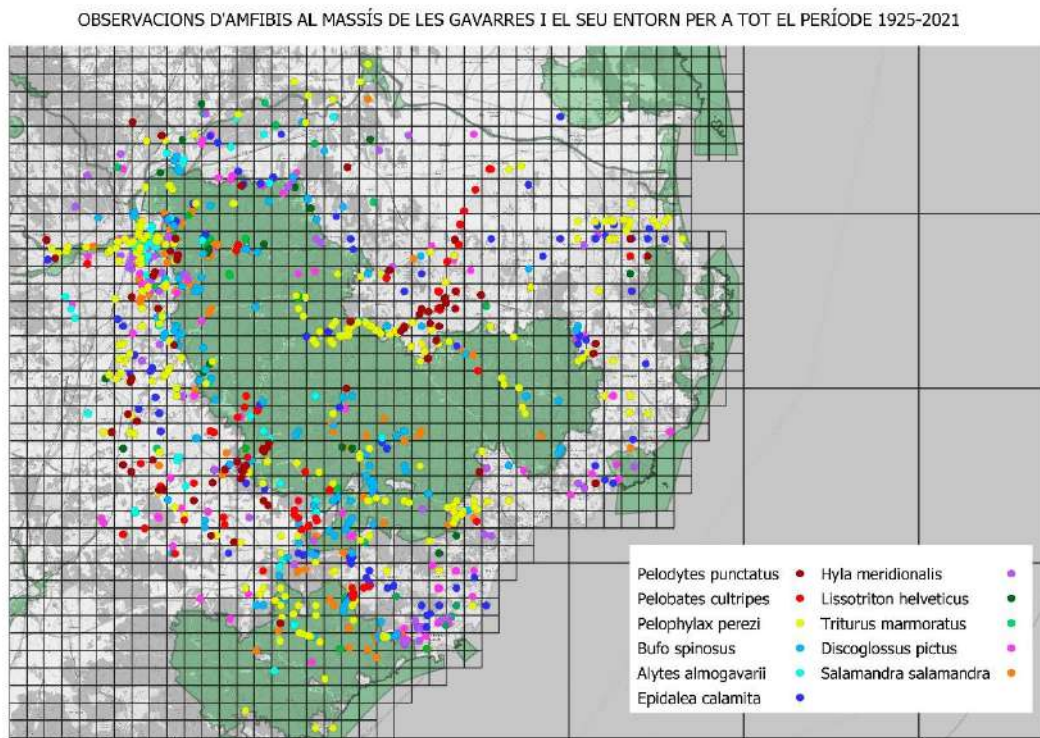 OBSERVACIONS D'AMFIBIS AL MASSÍS DE LES GAVARRES I EL SEU ENTORN PER A TOT EL PERÍODE 1925-2021
Pelodytes punctatus
Pelobates cultripes
Pelophylax perezi
Bufo spinosus
Alytes almogavarii
Epidalea calamita
Hyla meridionalis
Lissotriton helveticus
Triturus marmoratus
Discoglossus pictus
Salamandra salamandra